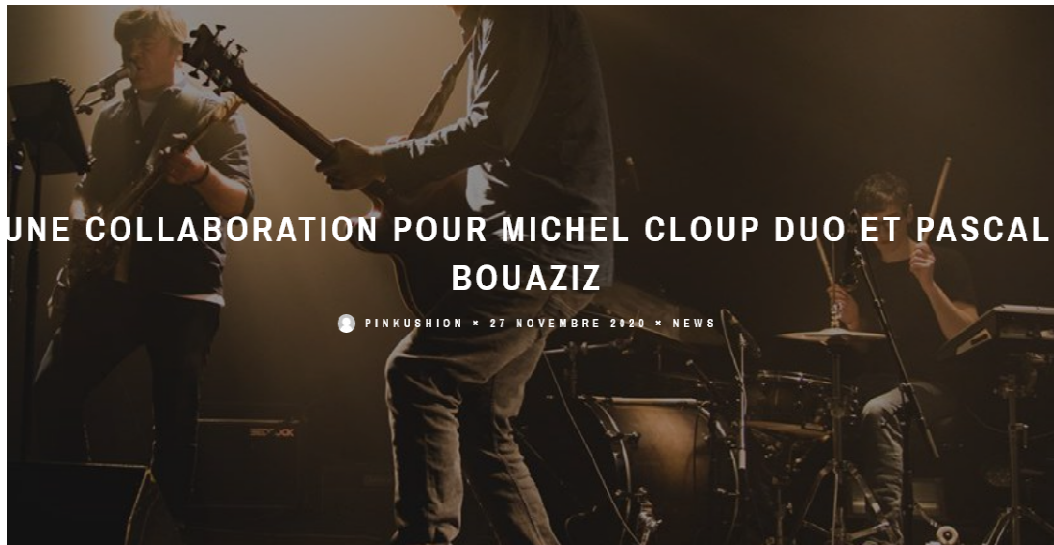 UNE COLLABORATION POUR MICHEL CLOUP DUO ET PASCAL
BOUAZIZ
PINKUSHION × 27 NOVEMBRE 2020 × NEWS